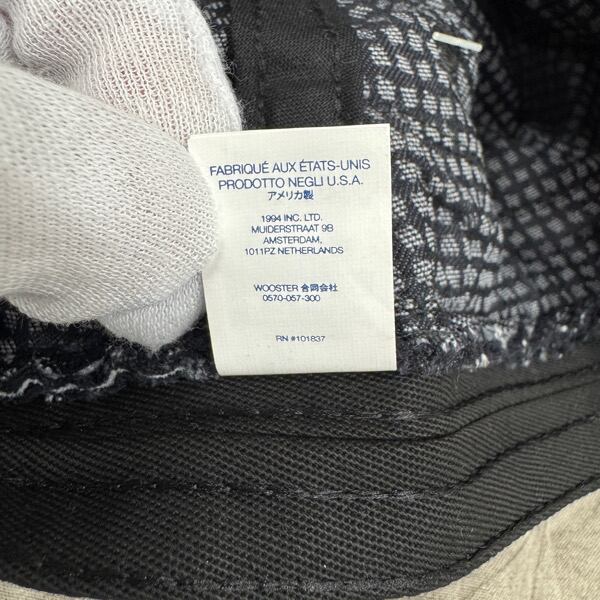 FABRIQUÉ AUX ÉTATS-UNIS
PRODOTTO NEGLI U.S.A.
アメリカ製
1994 INC. LTD.
MUIDERSTRAAT 9B
AMSTERDAM,
1011PZ NETHERLANDS
WOOSTER 合同会社
0570-057-300
RN #101837